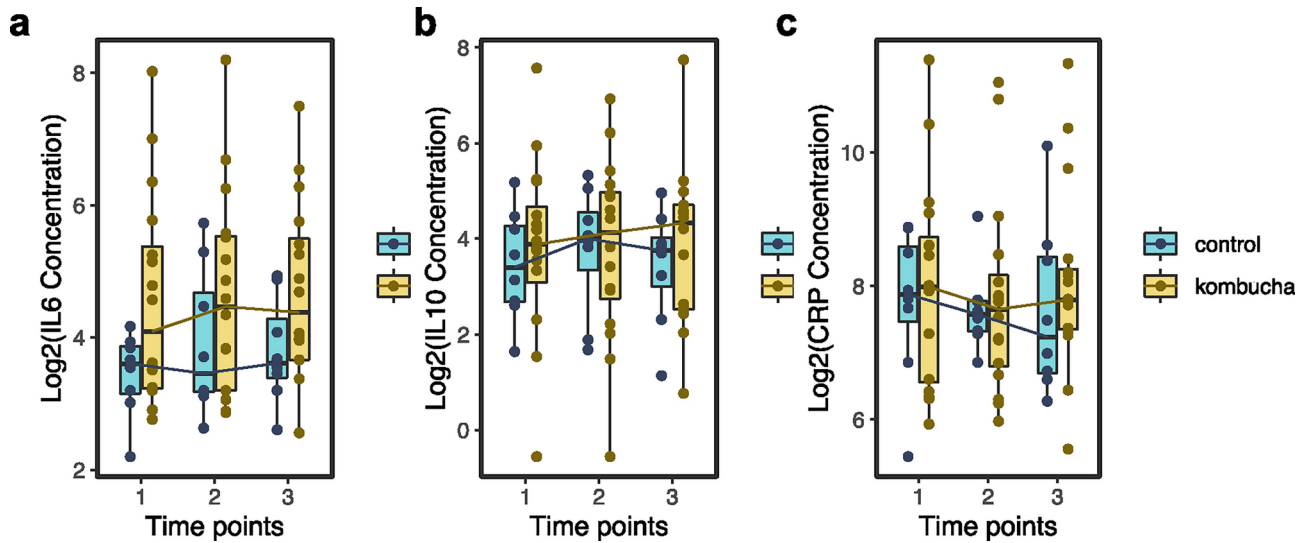 a
Log2(IL6 Concentration)
8
6
4
2
1 2 3
Time points
b
Log2(IL10 Concentration)
8
6
4
2
0
1 2 3
Time points
c
Log2(CRP Concentration)
10
8
6
1 2 3
Time points
control
kombucha